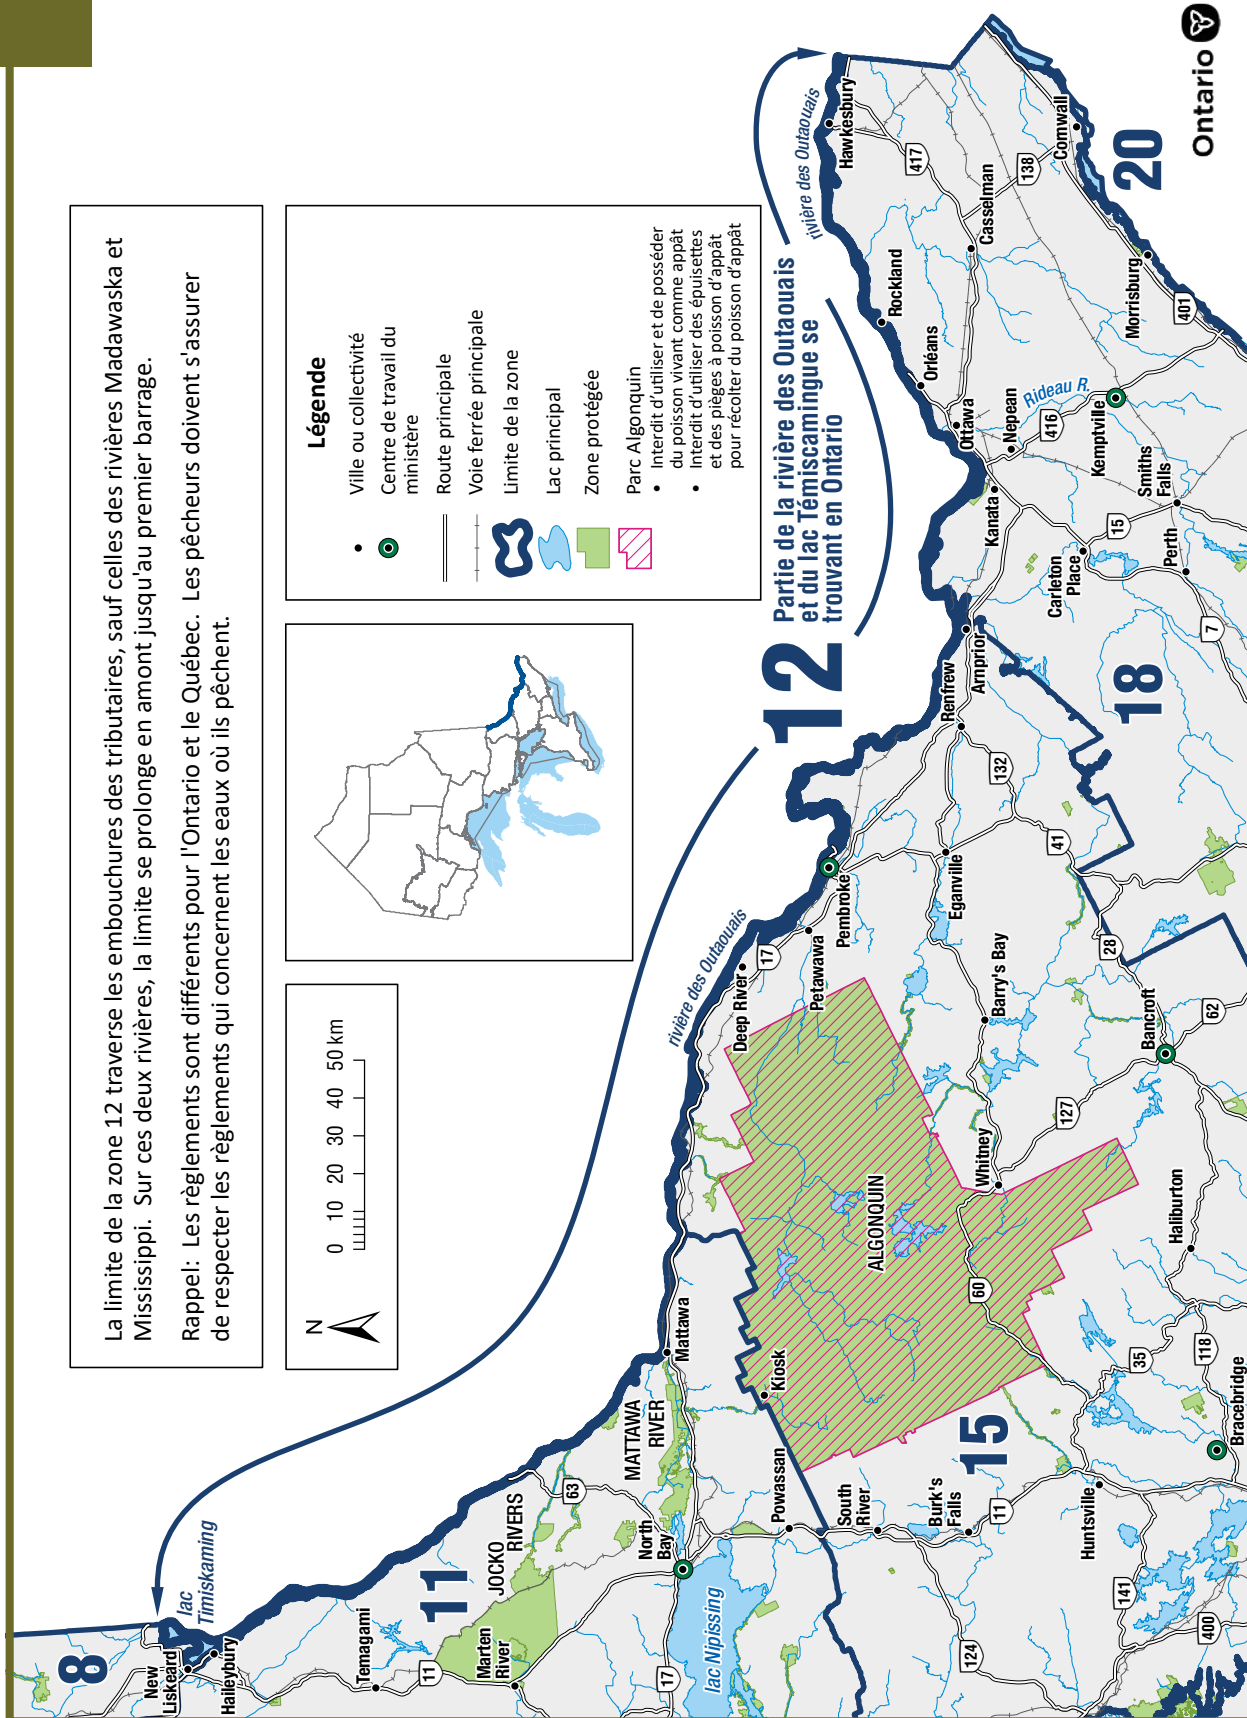 La limite de la zone 12 traverse les embouchures des tributaires, sauf celles des rivières Madawaska et
Mississippi.  Sur ces deux rivières, la limite se prolonge en amont jusqu'au premier barrage.
Rappel:  Les règlements sont différents pour l'Ontario et le Québec.  Les pêcheurs doivent s'assurer
de respecter les règlements qui concernent les eaux où ils pêchent.
N
0 10 20 30 40 50 km
Légende
Ville ou collectivité
Centre de travail du
ministère
Route principale
Voie ferrée principale
Limite de la zone
Lac principal
Zone protégée
Parc Algonquin
• Interdit d'utiliser et de posséder
du poisson vivant comme appât
• Interdit d'utiliser des épuisettes
et des pièges à poisson d'appât
pour récolter du poisson d'appât
12
Partie de la rivière des Outaouais
et du lac Témiscamingue se
trouvant en Ontario
8
New
Liskeard
lac
Timiskaming
Haileybury
Temagami
11
11
Marten
River
JOCKO
RIVERS
63
MATTAWA
RIVER
North
Bay
Mattawa
17
lac Nipissing
Powassan
Kiosk
South
River
Burk's
Falls
15
11
124
Huntsville
141
400
Bracebridge
118
35
Haliburton
60
ALGONQUIN
Whitney
127
Bancroft
62
28
Barry's Bay
rivière des Outaouais
Deep River
17
Petawawa
Pembroke
Eganville
41
132
Renfrew
Arnprior
18
7
Perth
Carleton
Place
15
Smiths
Falls
Kanata
Nepean
416
Rideau R.
Kemptville
Ottawa
Orléans
Rockland
rivière des Outaouais
Hawkesbury
417
Casselman
138
Cornwall
20
Morrisburg
401
Ontario